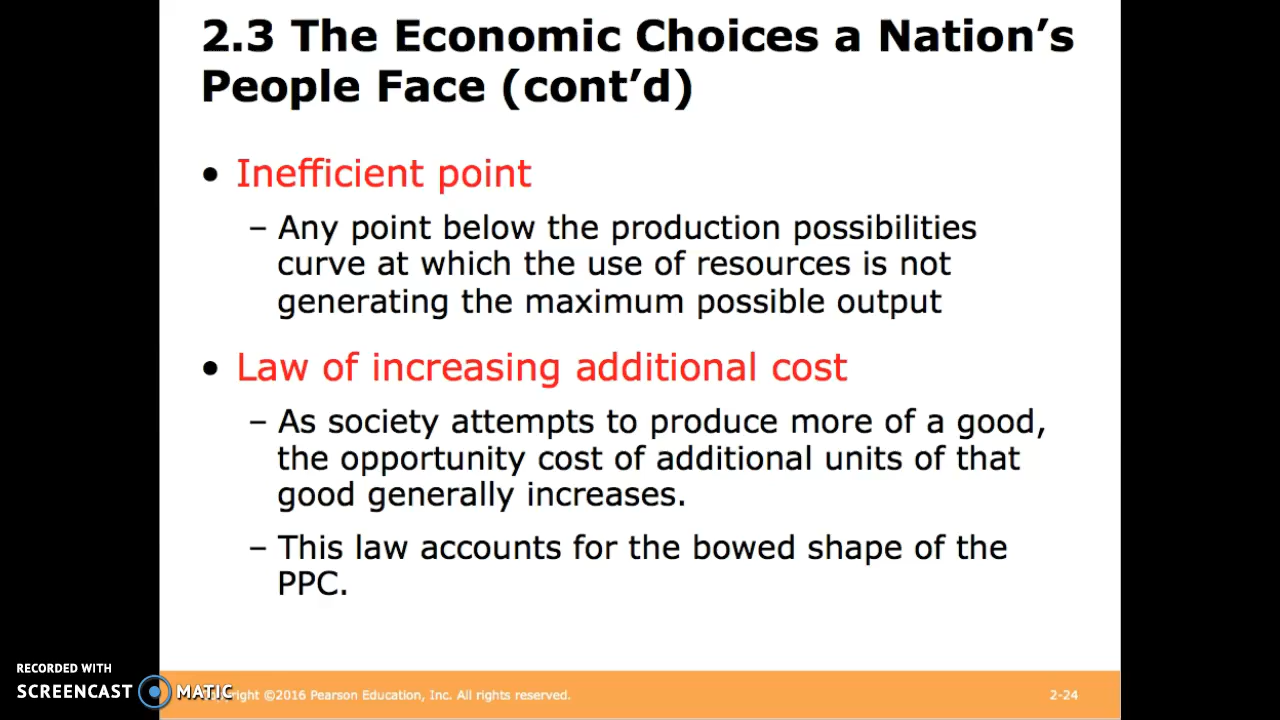 2.3 The Economic Choices a Nation’s
People Face (cont’d)
• Inefficient point
– Any point below the production possibilities
curve at which the use of resources is not
generating the maximum possible output
• Law of increasing additional cost
– As society attempts to produce more of a good,
the opportunity cost of additional units of that
good generally increases.
– This law accounts for the bowed shape of the
PPC.
RECORDED WITH
SCREENCAST MATIC
©2016 Pearson Education, Inc. All rights reserved.
2-24